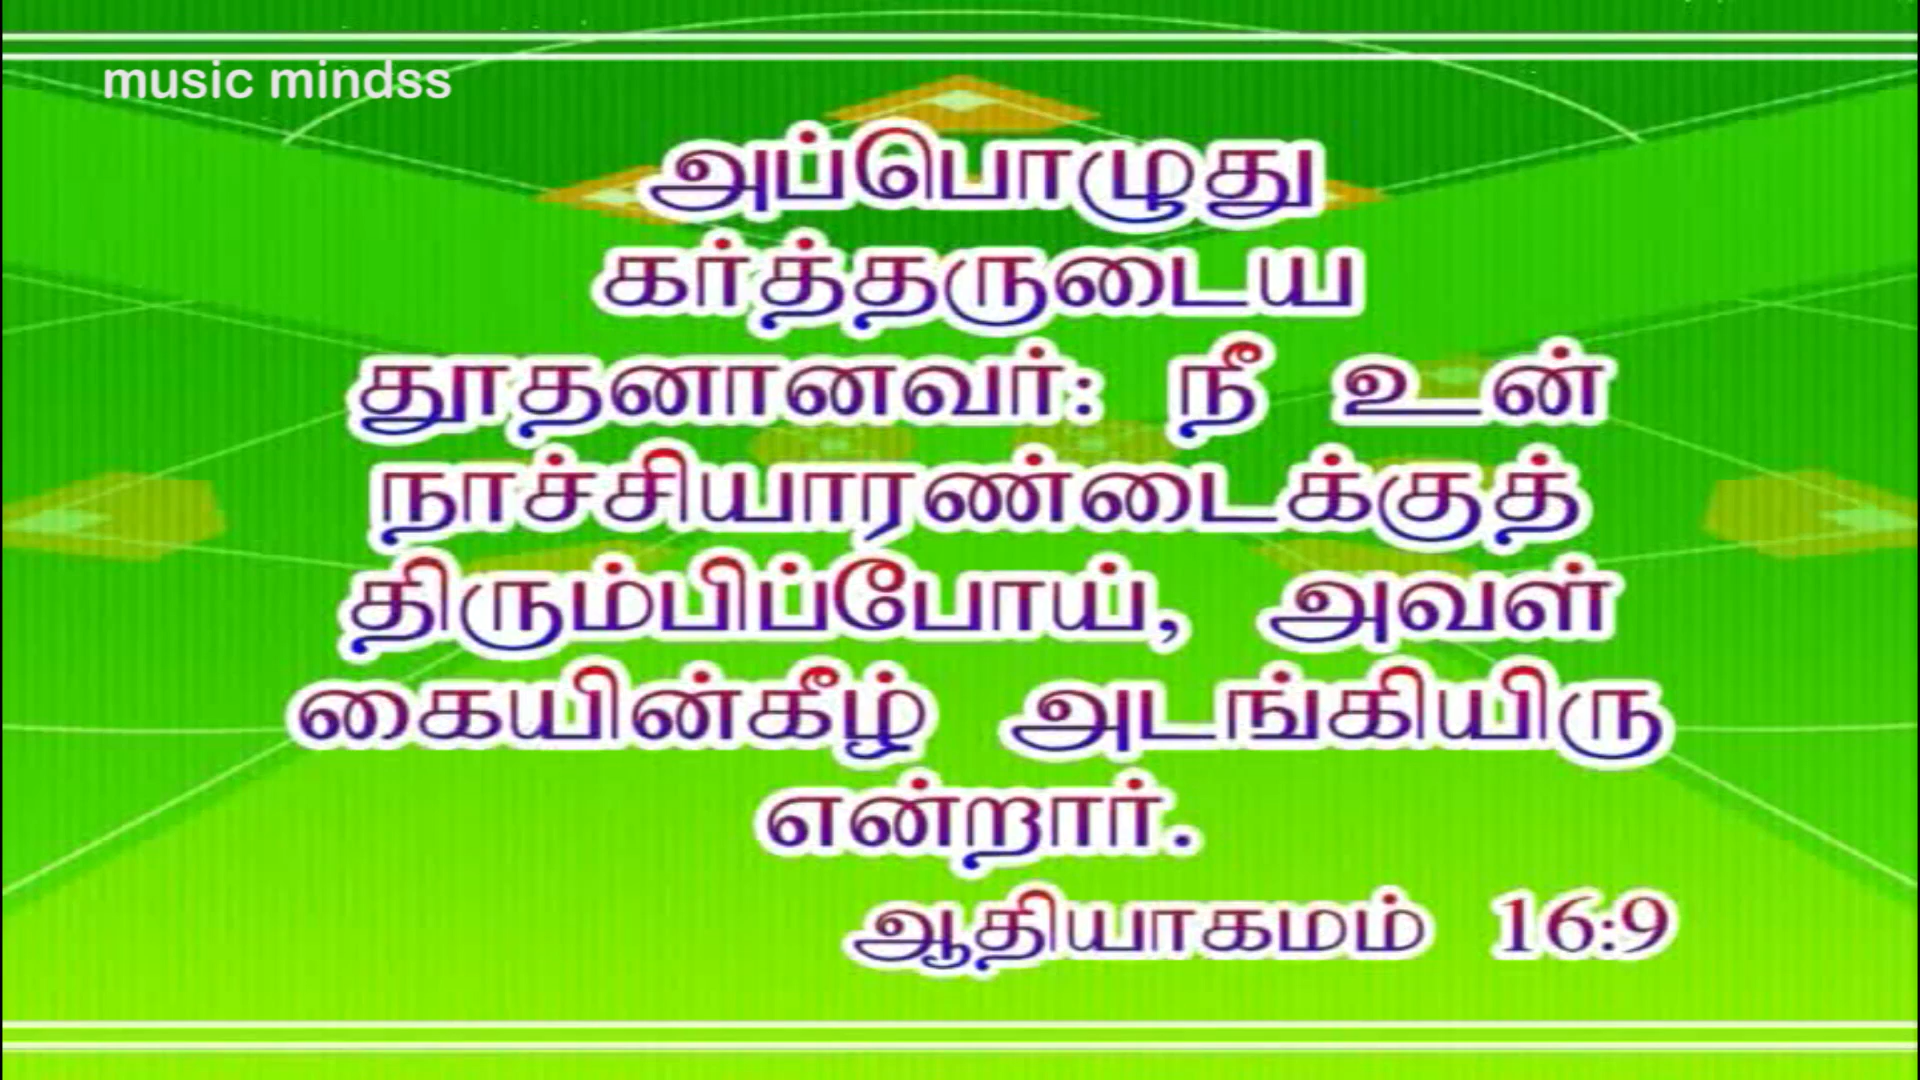 music mindss
அப்பொழுது
கர்த்தருடைய
தூதனானவர்: நீ உன்
நாச்சியாரண்டைக்குத்
திரும்பிப்போய், அவள்
கையின்கீழ் அடங்கியிரு
என்றார்.
ஆதியாகமம் 16:9